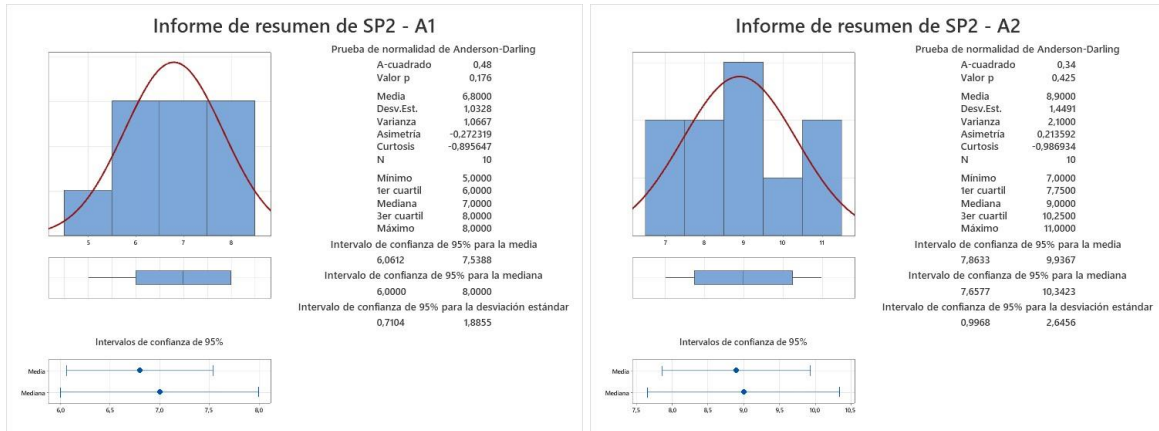 Informe de resumen de SP2 - A1
Prueba de normalidad de Anderson-Darling
A-cuadrado 0,48
Valor p 0,176
Media 6,8000
Desv.Est. 1,0328
Varianza 1,0667
Asimetría -0,272319
Curtosis -0,895647
N 10
Mínimo 5,0000
1er cuartil 6,0000
Mediana 7,0000
3er cuartil 8,0000
Máximo 8,0000
Intervalo de confianza de 95% para la media
6,0612 7,5388
Intervalo de confianza de 95% para la mediana
6,0000 8,0000
Intervalo de confianza de 95% para la desviación estándar
0,7104 1,8855
5 6 7 8
Intervalos de confianza de 95%
Media
Mediana
6,0 6,5 7,0 7,5 8,0
Informe de resumen de SP2 - A2
Prueba de normalidad de Anderson-Darling
A-cuadrado 0,34
Valor p 0,425
Media 8,9000
Desv.Est. 1,4491
Varianza 2,1000
Asimetría 0,213592
Curtosis -0,986934
N 10
Mínimo 7,0000
1er cuartil 7,7500
Mediana 9,0000
3er cuartil 10,2500
Máximo 11,0000
Intervalo de confianza de 95% para la media
7,8633 9,9367
Intervalo de confianza de 95% para la mediana
7,6577 10,3423
Intervalo de confianza de 95% para la desviación estándar
0,9968 2,6456
7 8 9 10 11
Intervalos de confianza de 95%
Media
Mediana
7,5 8,0 8,5 9,0 9,5 10,0 10,5